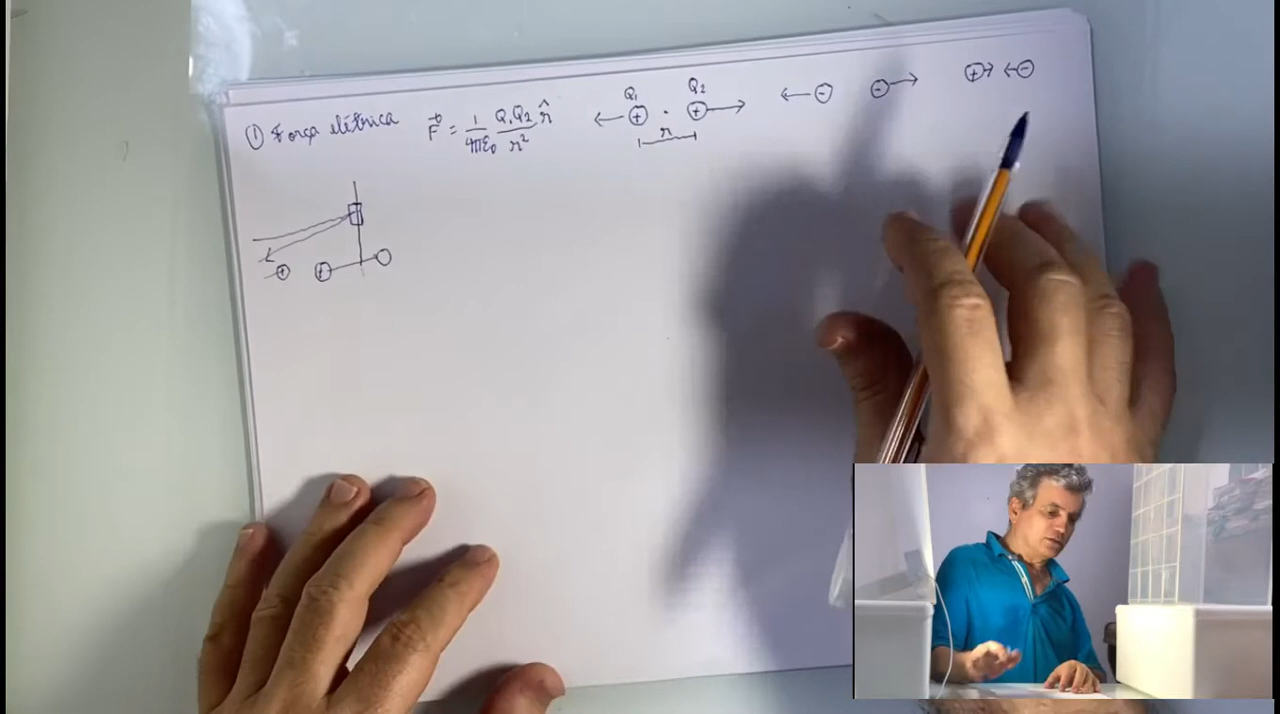 ① Força elétrica F⃗ = 1/4πε₀ Q₁Q₂/r² r̂
Q₁ Q₂
+ + - - + -
r
+ +